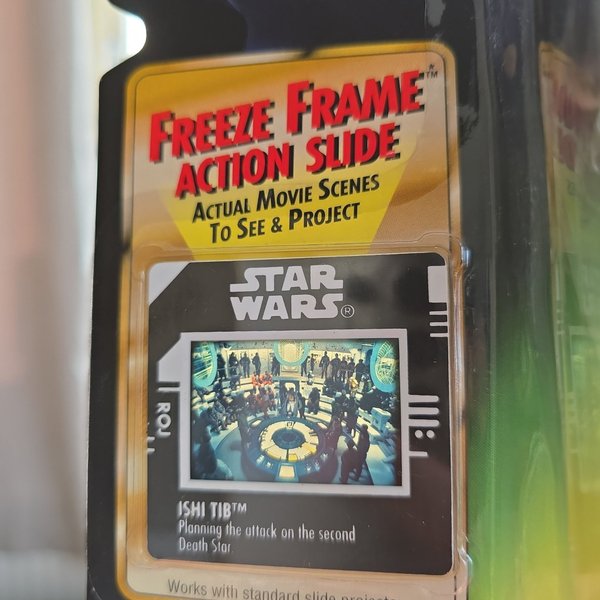 FREEZE FRAME™
ACTION SLIDE
ACTUAL MOVIE SCENES
TO SEE & PROJECT
STAR
WARS®
ROJ
ISHI TIB™
Planning the attack on the second
Death Star.
Works with standard slide